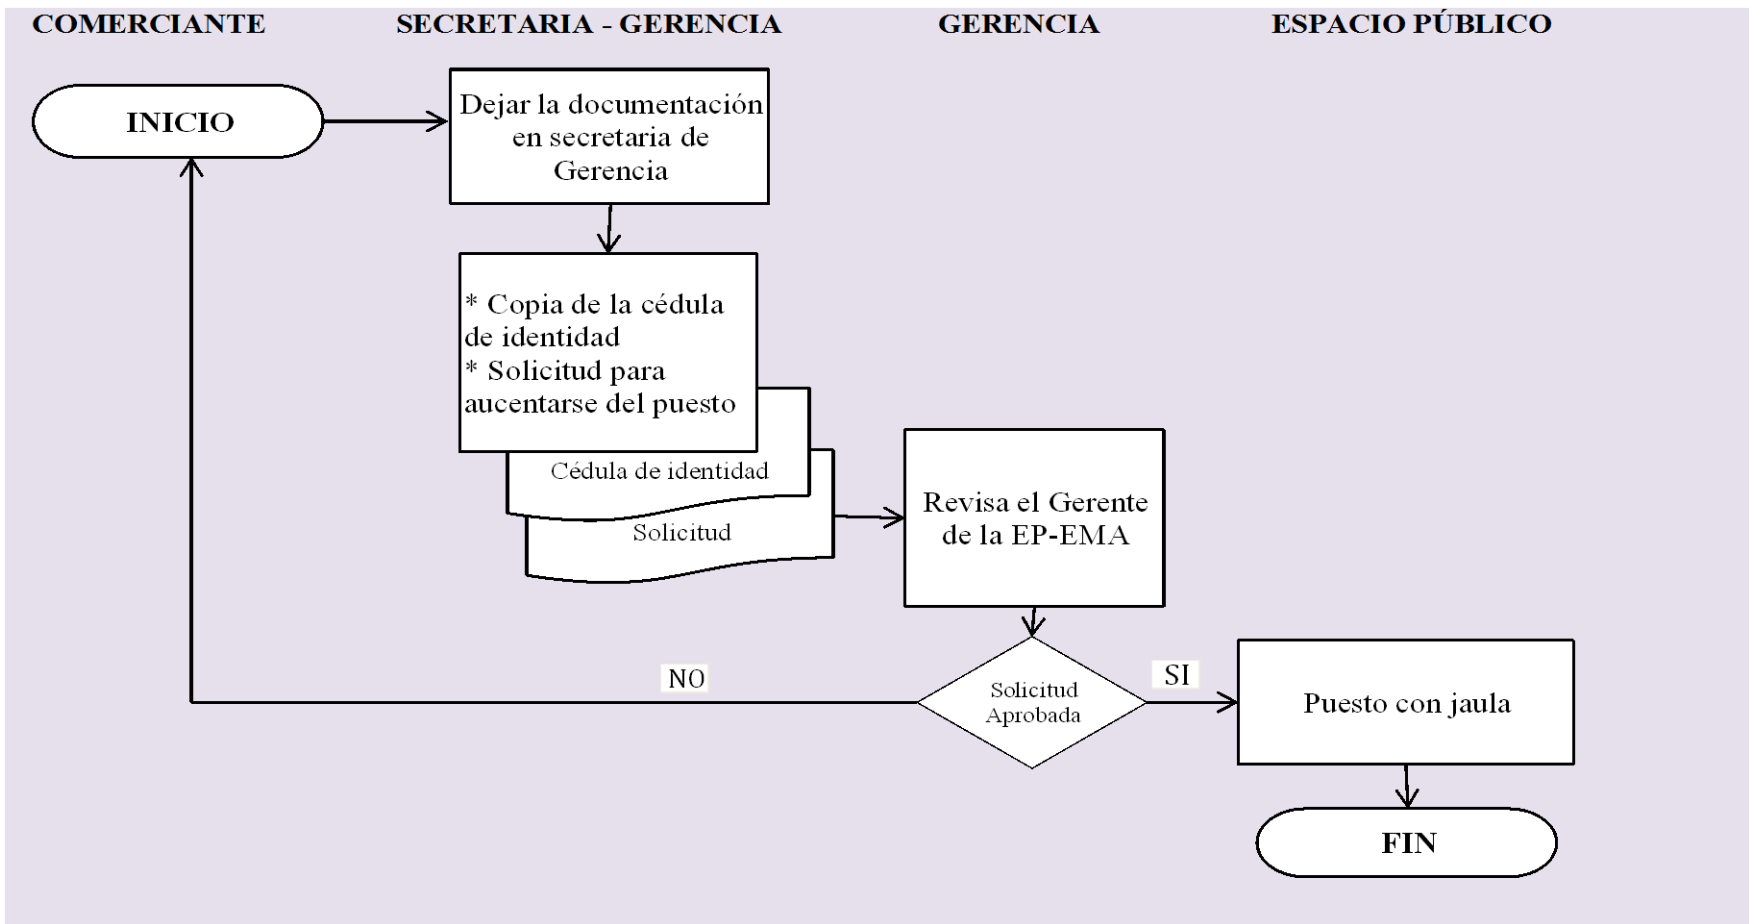 COMERCIANTE
SECRETARIA - GERENCIA
GERENCIA
ESPACIO PÚBLICO
INICIO
Dejar la documentación
en secretaria de
Gerencia
* Copia de la cédula
de identidad
* Solicitud para
aucentarse del puesto
Cédula de identidad
Solicitud
Revisa el Gerente
de la EP-EMA
NO
Solicitud
Aprobada
SI
Puesto con jaula
FIN